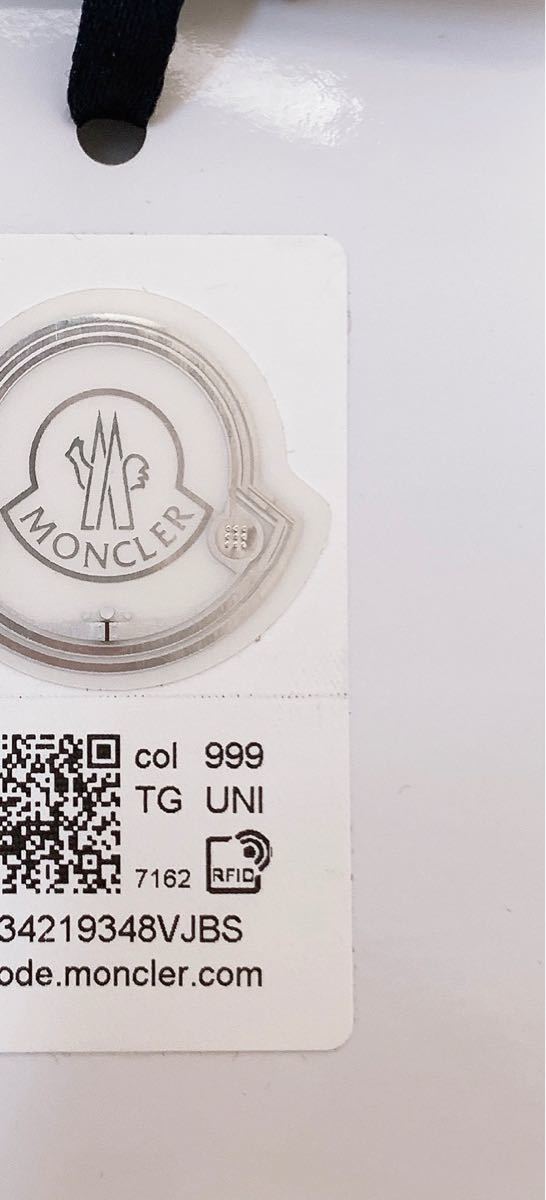 MONCLER
col 999
TG UNI
7162 RFID
34219348VJBS
ode.moncler.com